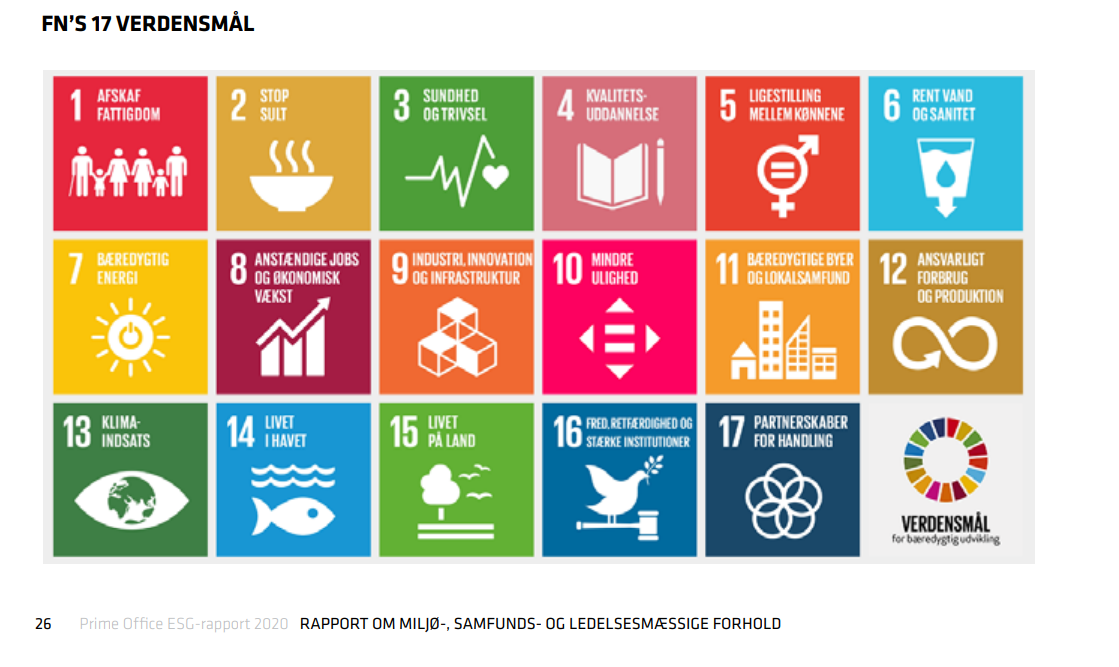 FN'S 17 VERDENSMÅL
1 AFSKAF
FATTIGDOM
2 STOP
SULT
3 SUNDHED
OG TRIVSEL
4 KVALITETS-
UDDANNELSE
5 LIGESTILLING
MELLEM KØNNENE
6 RENT VAND
OG SANITET
7 BÆREDYGTIG
ENERGI
8 ANSTÆNDIGE JOBS
OG ØKONOMISK
VÆKST
9 INDUSTRI, INNOVATION
OG INFRASTRUKTUR
10 MINDRE
ULIGHED
11 BÆREDYGTIGE BYER
OG LOKALSAMFUND
12 ANSVARLIGT
FORBRUG
OG PRODUKTION
13 KLIMA-
INDSATS
14 LIVET
I HAVET
15 LIVET
PÅ LAND
16 FRED, RETFÆRDIGHED OG
STÆRKE INSTITUTIONER
17 PARTNERSKABER
FOR HANDLING
VERDENSMÅL
for bæredygtig udvikling
26 Prime Office ESG-rapport 2020 RAPPORT OM MILJØ-, SAMFUNDS- OG LEDELSESMÆSSIGE FORHOLD